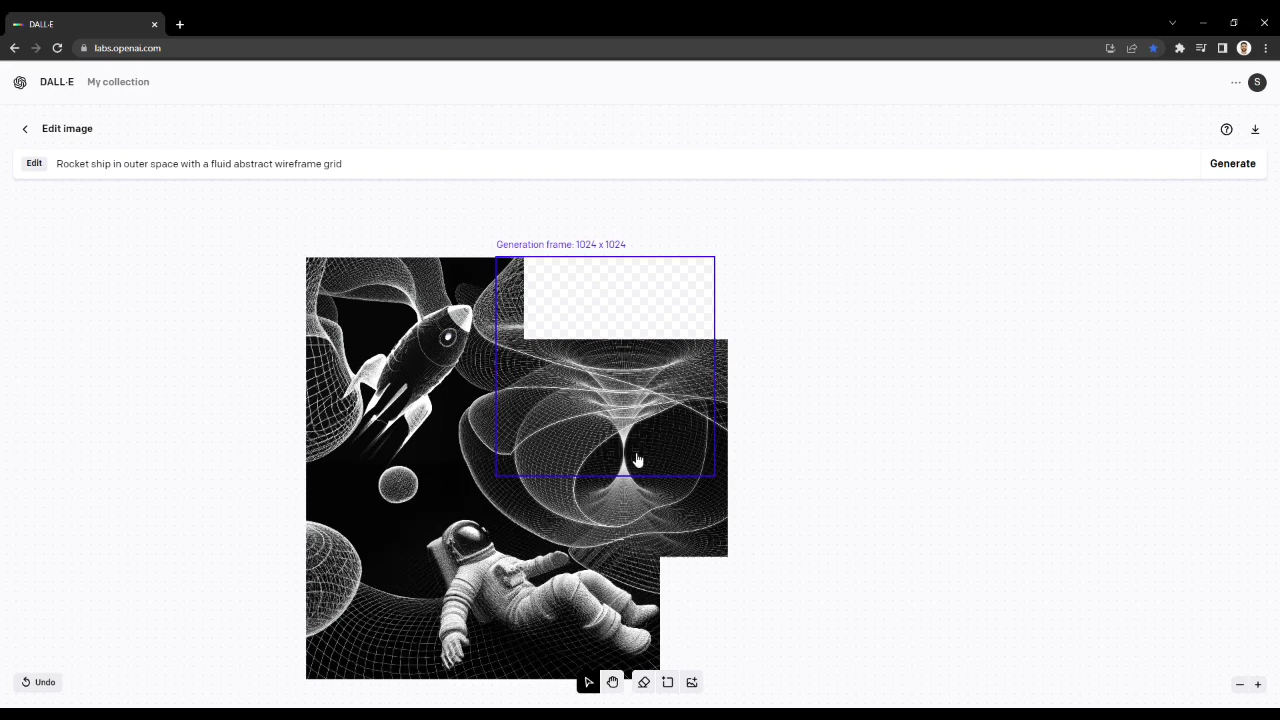 DALL·E
labs.openai.com
DALL·E My collection
S
Edit image
Edit Rocket ship in outer space with a fluid abstract wireframe grid Generate
Generation frame: 1024 x 1024
Undo